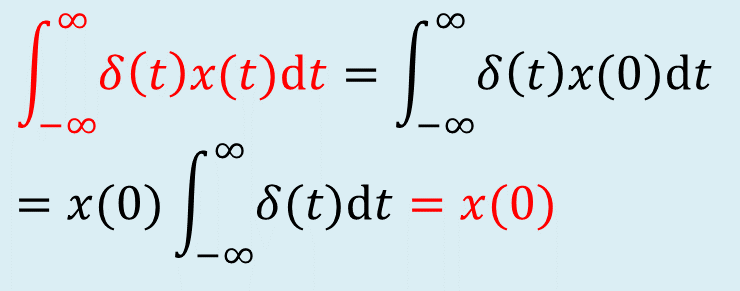 ∫_{-∞}^{∞} δ(t)x(t)dt = ∫_{-∞}^{∞} δ(t)x(0)dt
= x(0) ∫_{-∞}^{∞} δ(t)dt = x(0)